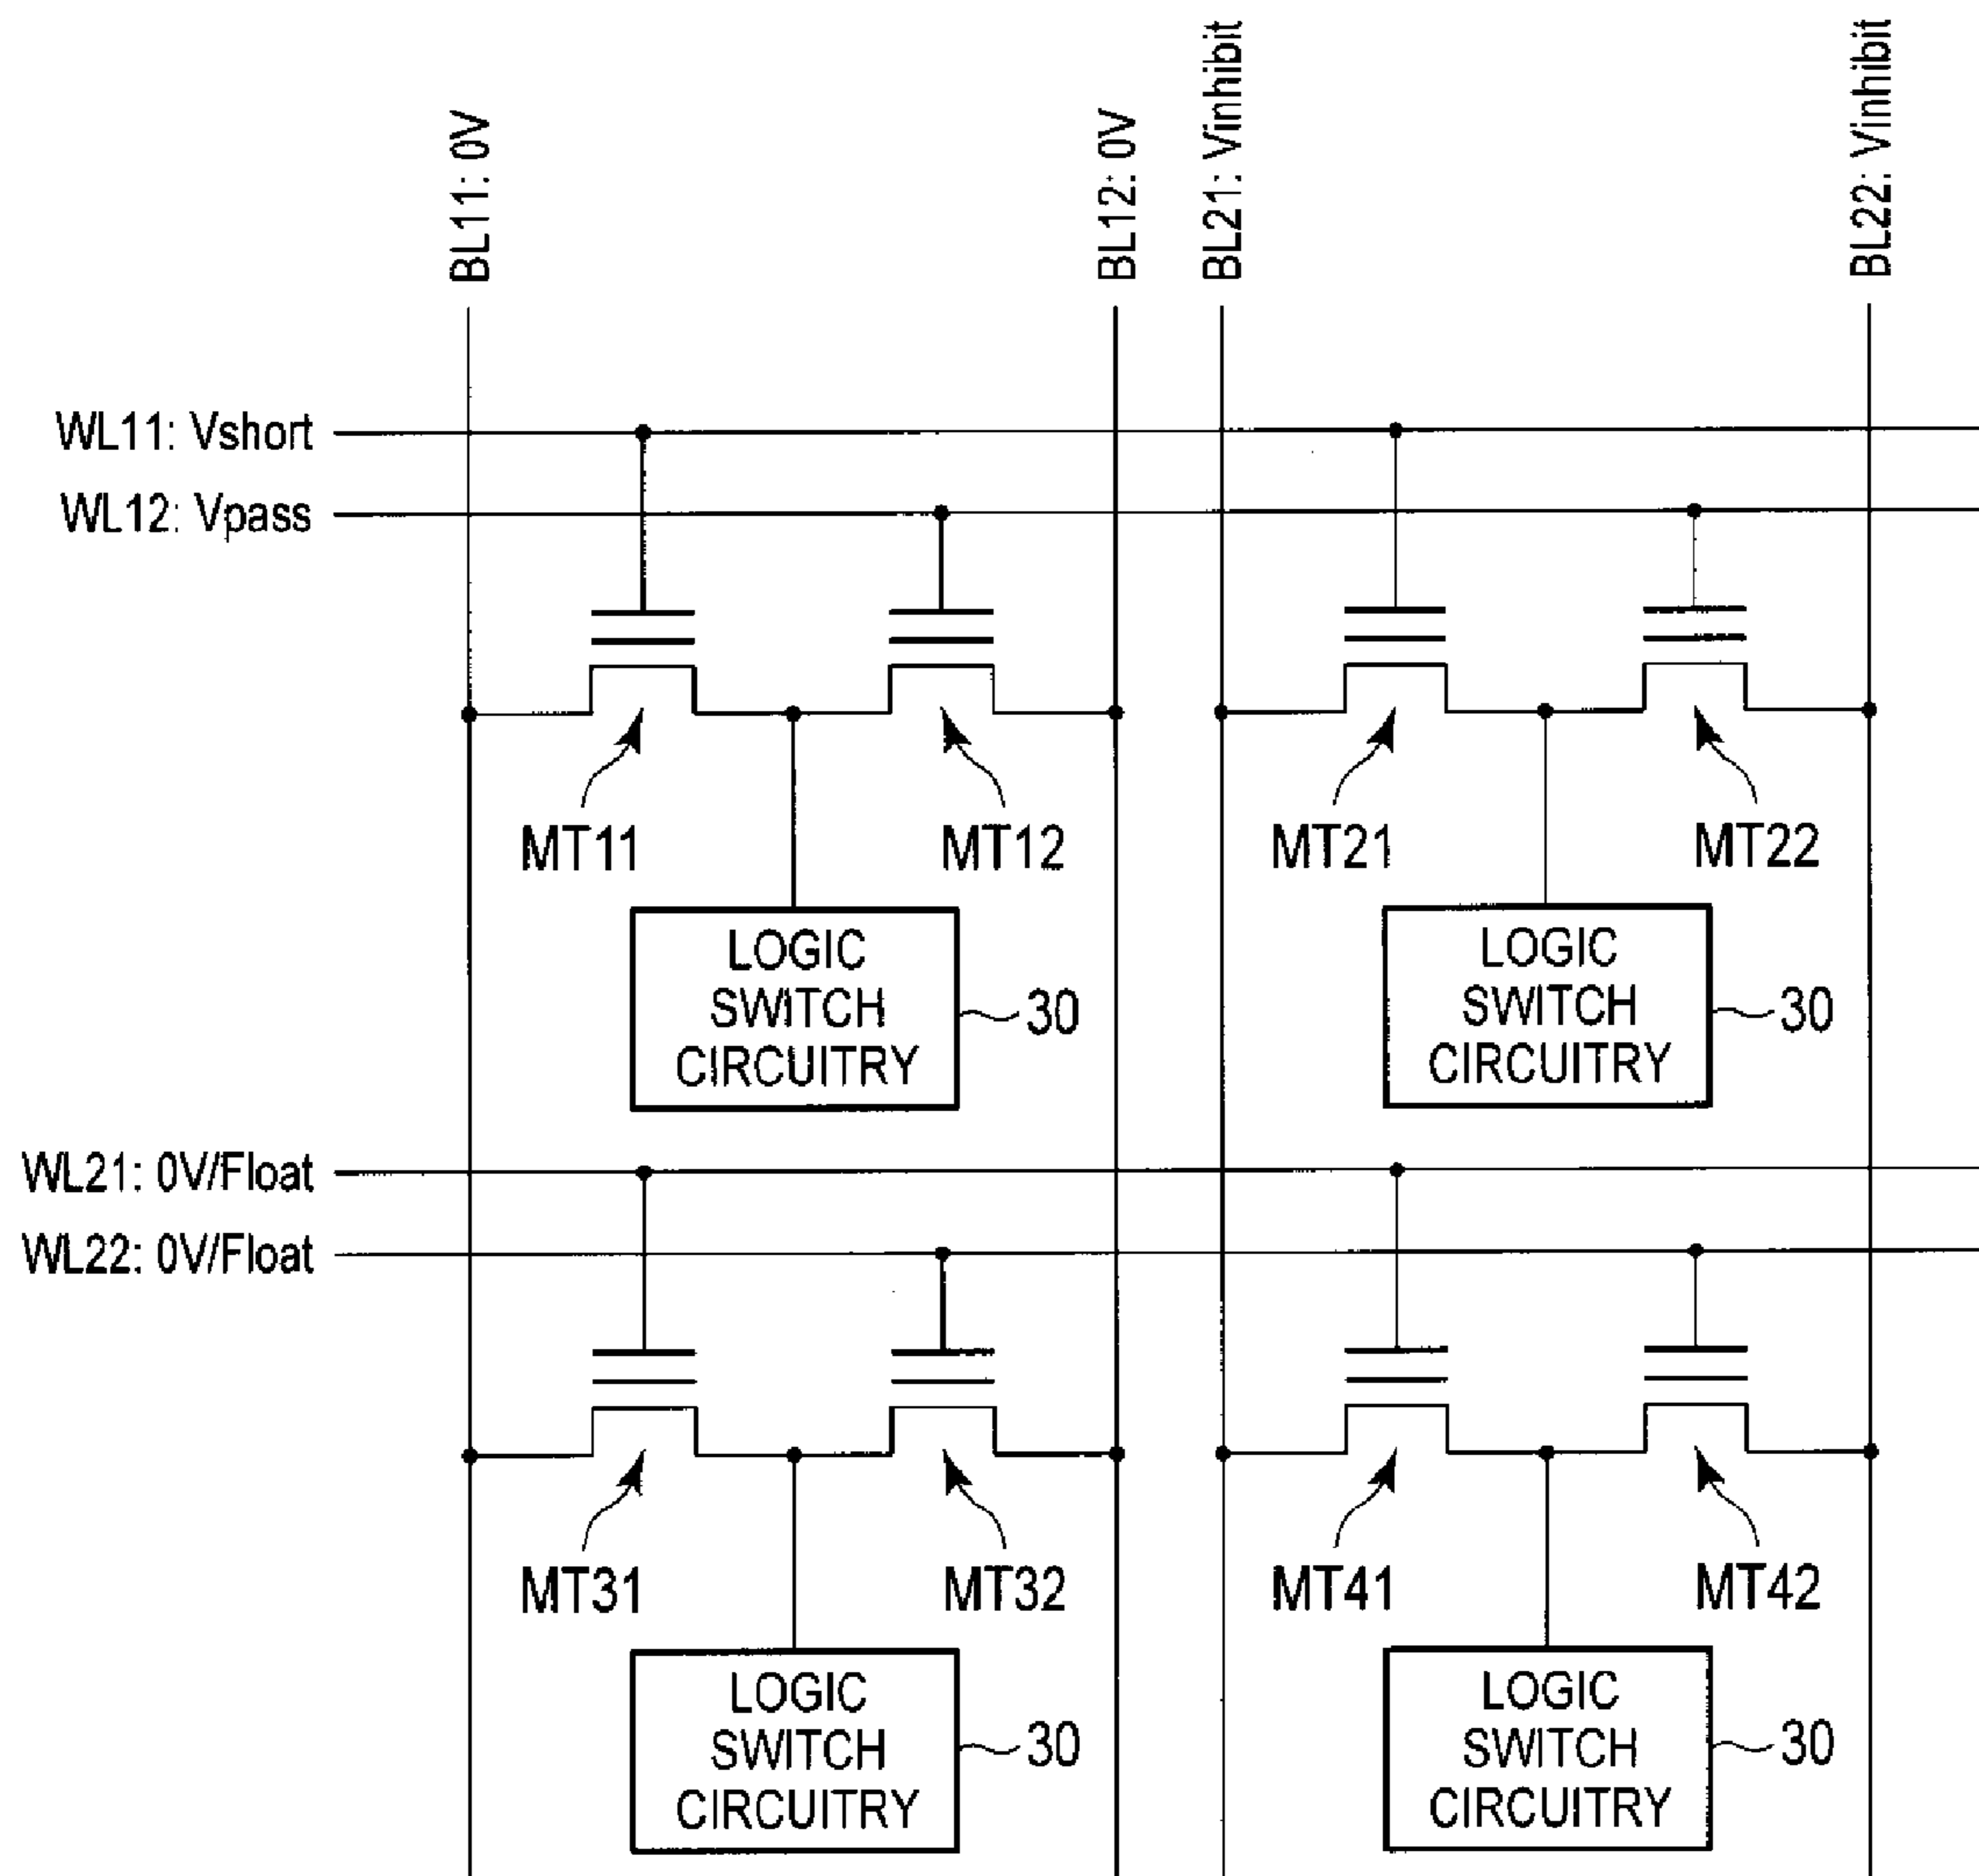 BL11: 0V
BL12: 0V
BL21: Vinhibit
BL22: Vinhibit
WL11: Vshort
WL12: Vpass
MT11
MT12
MT21
MT22
LOGIC
SWITCH
CIRCUITRY
30
LOGIC
SWITCH
CIRCUITRY
30
WL21: 0V/Float
WL22: 0V/Float
MT31
MT32
MT41
MT42
LOGIC
SWITCH
CIRCUITRY
30
LOGIC
SWITCH
CIRCUITRY
30